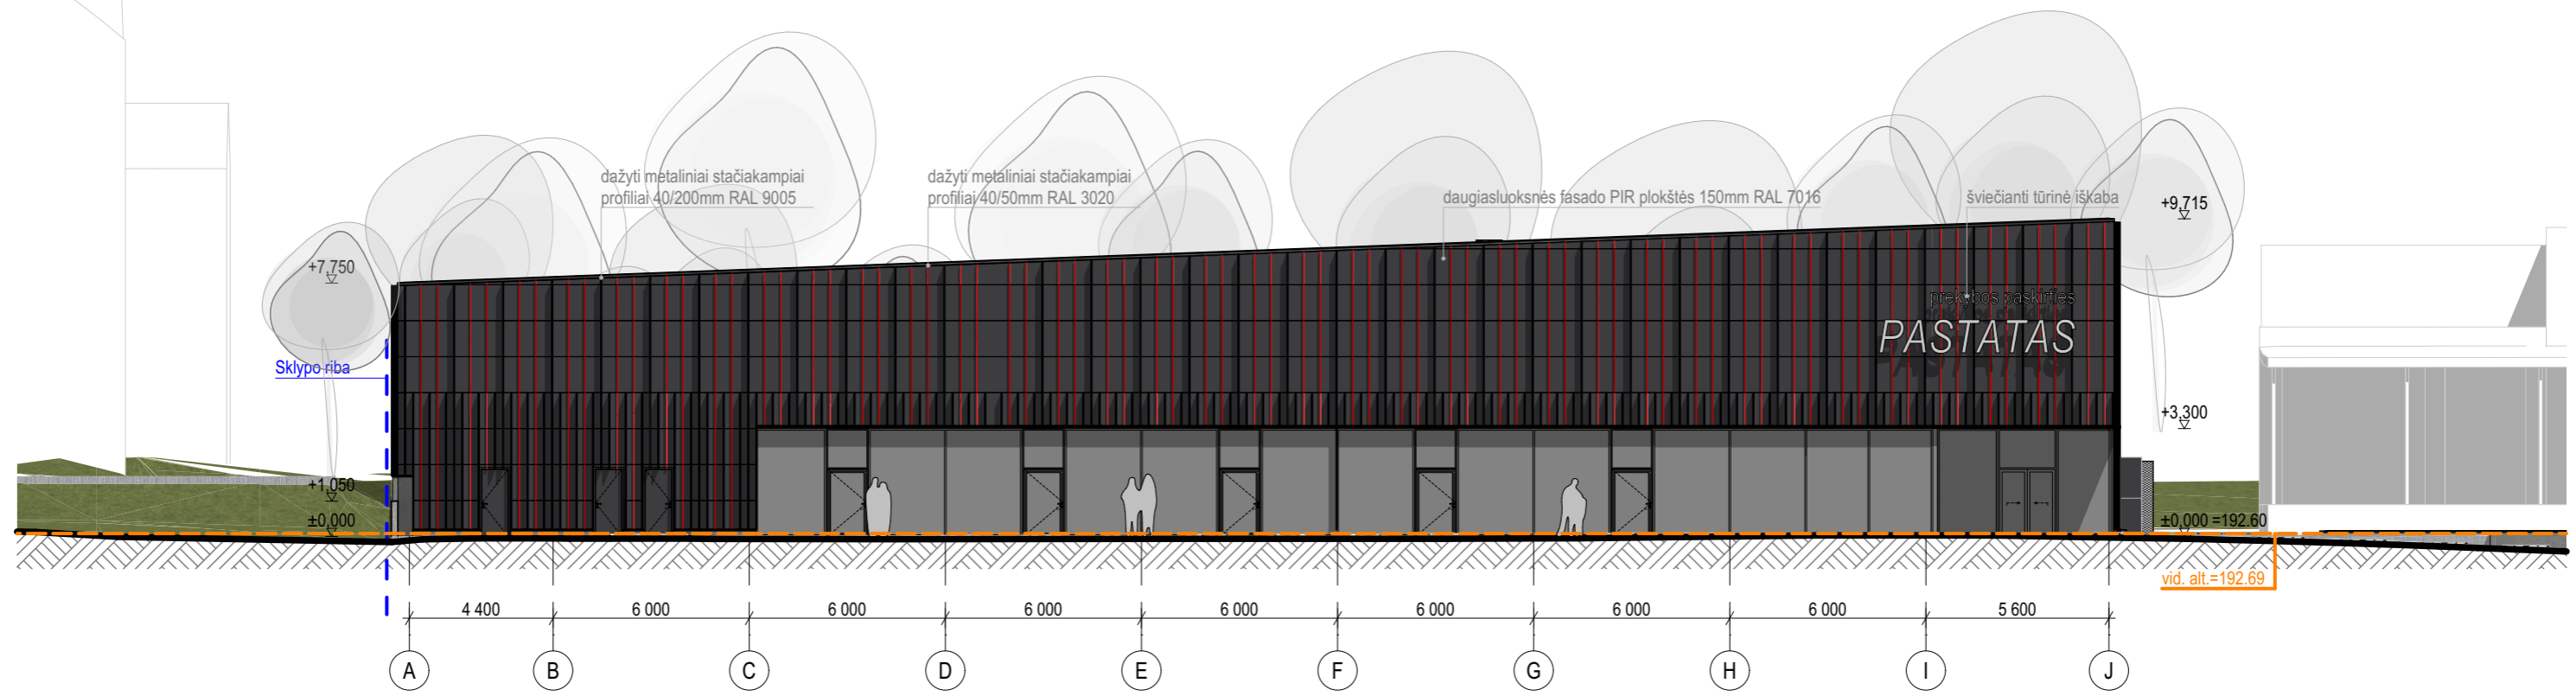 dažyti metaliniai stačiakampiai
profiliai 40/200mm RAL 9005
dažyti metaliniai stačiakampiai
profiliai 40/50mm RAL 3020
daugiasluoksnės fasado PIR plokštės 150mm RAL 7016
šviečianti tūrinė iškaba
+9,715
+7,750
prekybos paskirties
PASTATAS
Sklypo riba
+3,300
+1,050
±0,000
±0,000 =192.60
vid. alt.=192.69
4 400
6 000
6 000
6 000
6 000
6 000
6 000
6 000
5 600
A
B
C
D
E
F
G
H
I
J